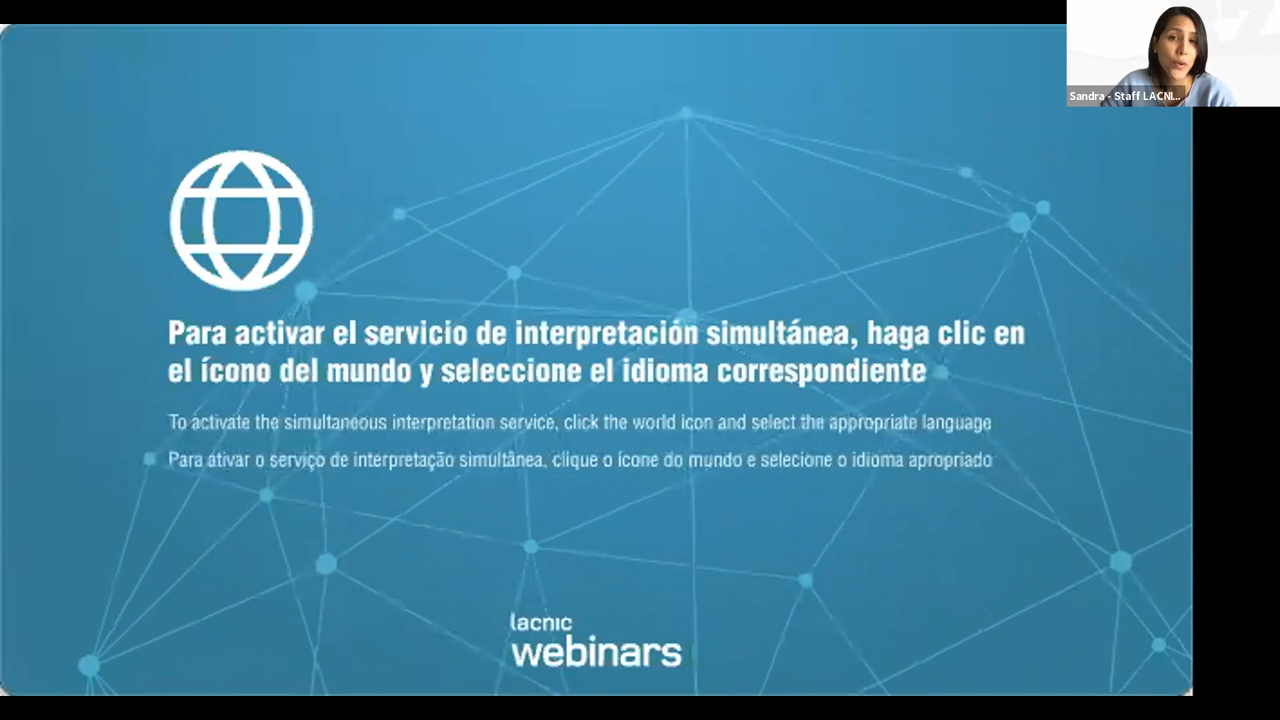 Sandra - Staff LACNI...
Para activar el servicio de interpretación simultánea, haga clic en
el ícono del mundo y seleccione el idioma correspondiente
To activate the simultaneous interpretation service, click the world icon and select the appropriate language
Para ativar o serviço de interpretação simultânea, clique o ícone do mundo e selecione o idioma apropriado
lacnic
webinars